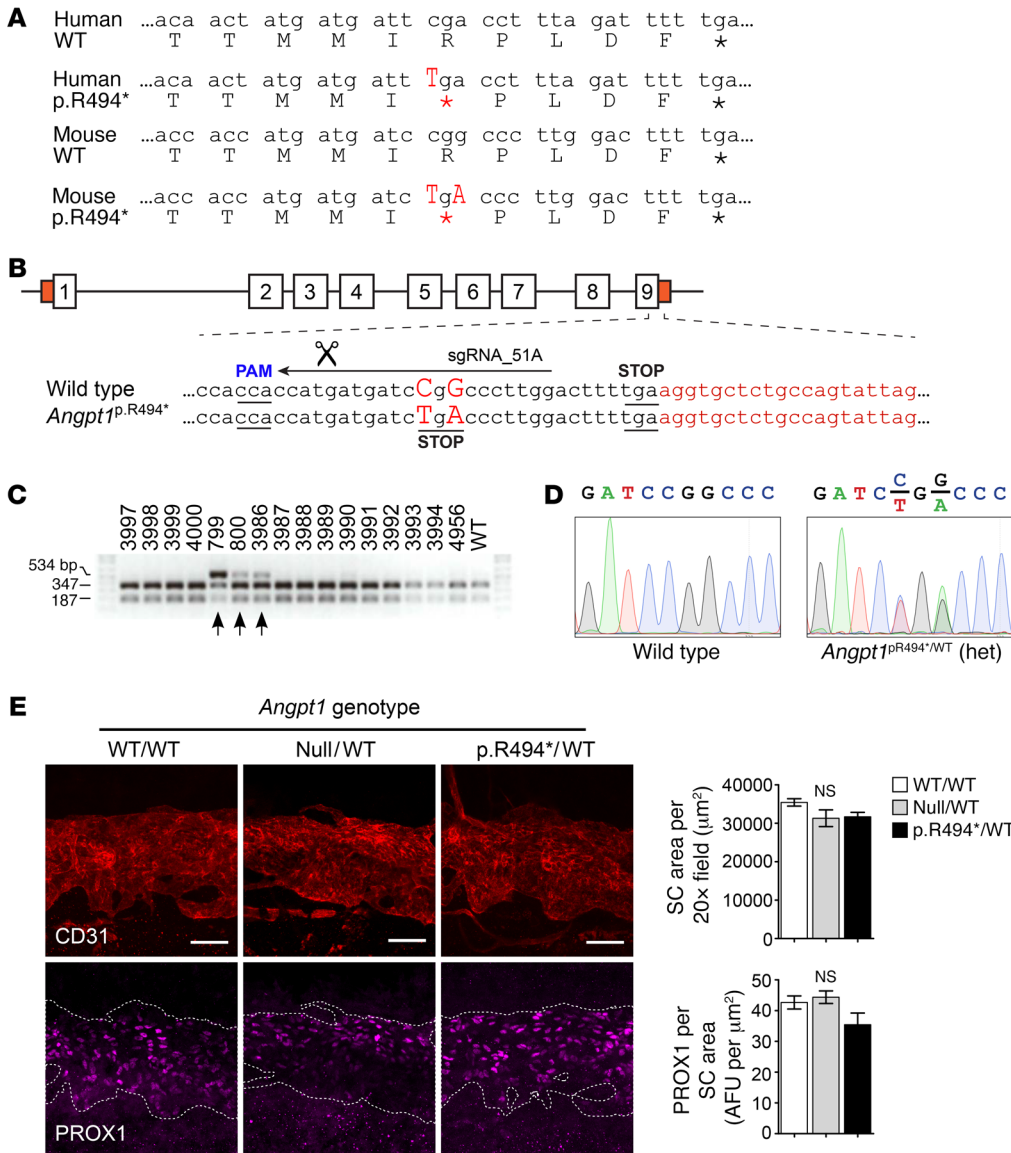 A
Human ...aca act atg atg att cga cct tta gat ttt tga...
WT T T M M I R P L D F *
Human ...aca act atg atg att Tga cct tta gat ttt tga...
p.R494* T T M M I * P L D F *
Mouse ...acc acc atg atg atc cgg ccc ttg gac ttt tga...
WT T T M M I R P L D F *
Mouse ...acc acc atg atg atc TgA ccc ttg gac ttt tga...
p.R494* T T M M I * P L D F *
B
1 2 3 4 5 6 7 8 9
sgRNA_51A
PAM STOP
Wild type ...ccaccaccatgatgatcCgGcccttggacttttgaaggtgctctgccagtattag...
Angpt1p.R494* ...ccaccaccatgatgatcTgAcccttggacttttgaaggtgctctgccagtattag...
STOP
C
3997 3998 3999 4000 799 800 3986 3987 3988 3989 3990 3991 3992 3993 3994 4956 WT
534 bp
347
187
D
G A T C C G G C C C
Wild type
G A T C C/T G G/A C C C
Angpt1pR494*/WT (het)
E
Angpt1 genotype
WT/WT Null/WT p.R494*/WT
CD31
PROX1
SC area per 20× field (μm²)
40000
30000
20000
10000
0
NS
WT/WT
Null/WT
p.R494*/WT
PROX1 per SC area (AFU per μm²)
50
40
30
20
10
0
NS